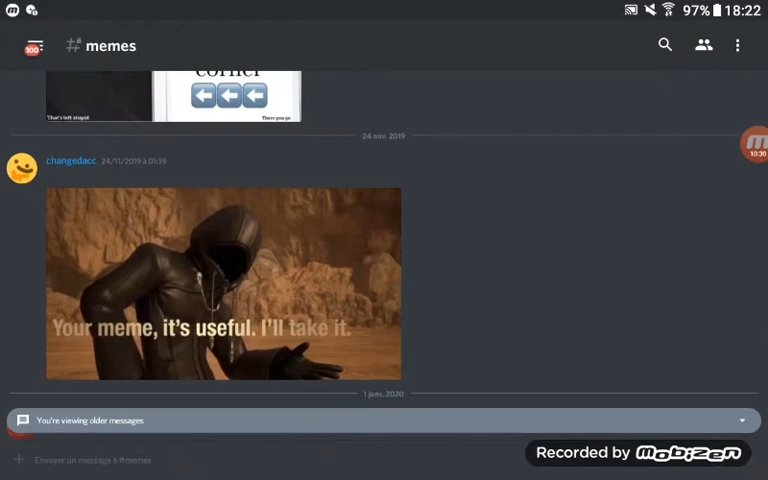 97% 18:22
100 # memes
corner
That's left stupid There you go
24 nov. 2019
10:30
changedacc 24/11/2019 à 01:39
Your meme, it's useful. I'll take it.
1 janv. 2020
You're viewing older messages
Envoyer un message à #memes
Recorded by Mobizen